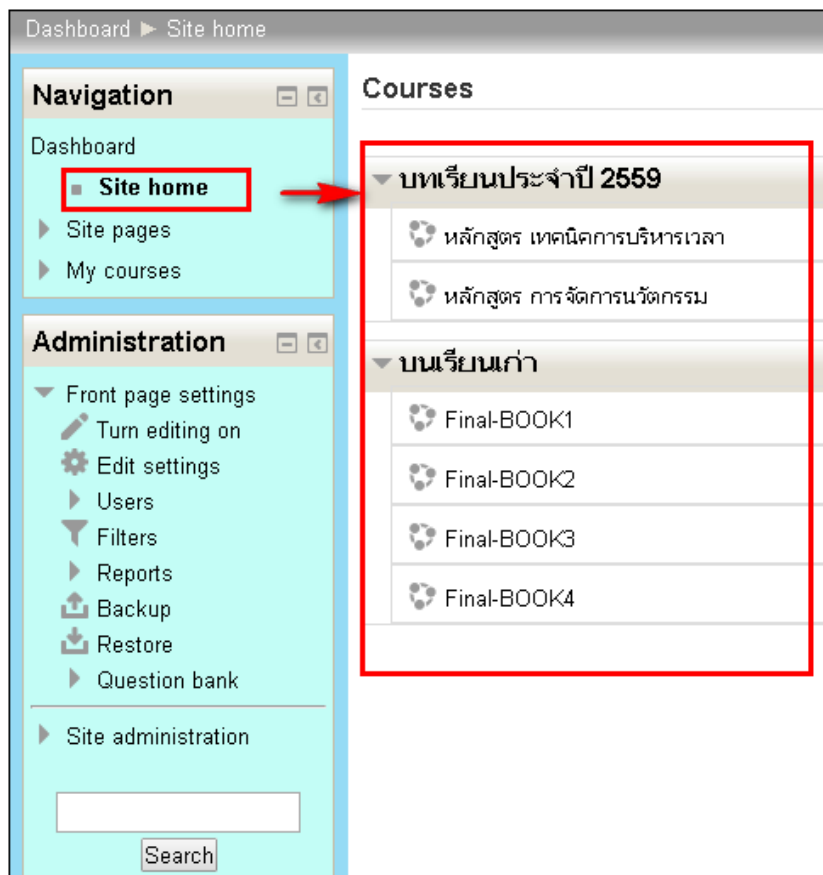 Dashboard ► Site home
Navigation
Dashboard
Site home
Site pages
My courses
Administration
Front page settings
Turn editing on
Edit settings
Users
Filters
Reports
Backup
Restore
Question bank
Site administration
Search
Courses
บทเรียนประจำปี 2559
หลักสูตร เทคนิคการบริหารเวลา
หลักสูตร การจัดการนวัตกรรม
บนเรียนเก่า
Final-BOOK1
Final-BOOK2
Final-BOOK3
Final-BOOK4